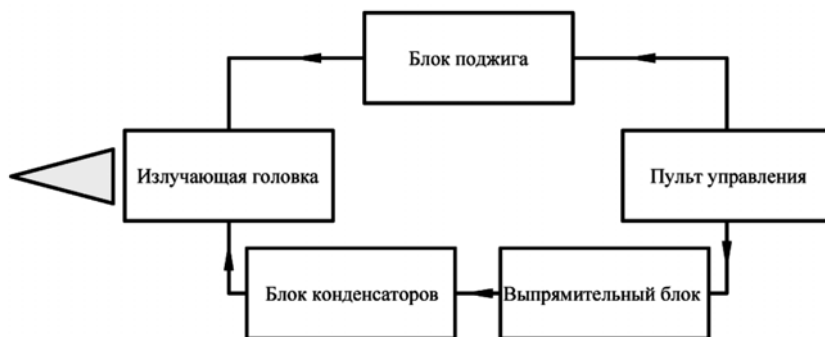 Блок поджига
Излучающая головка
Пульт управления
Блок конденсаторов
Выпрямительный блок